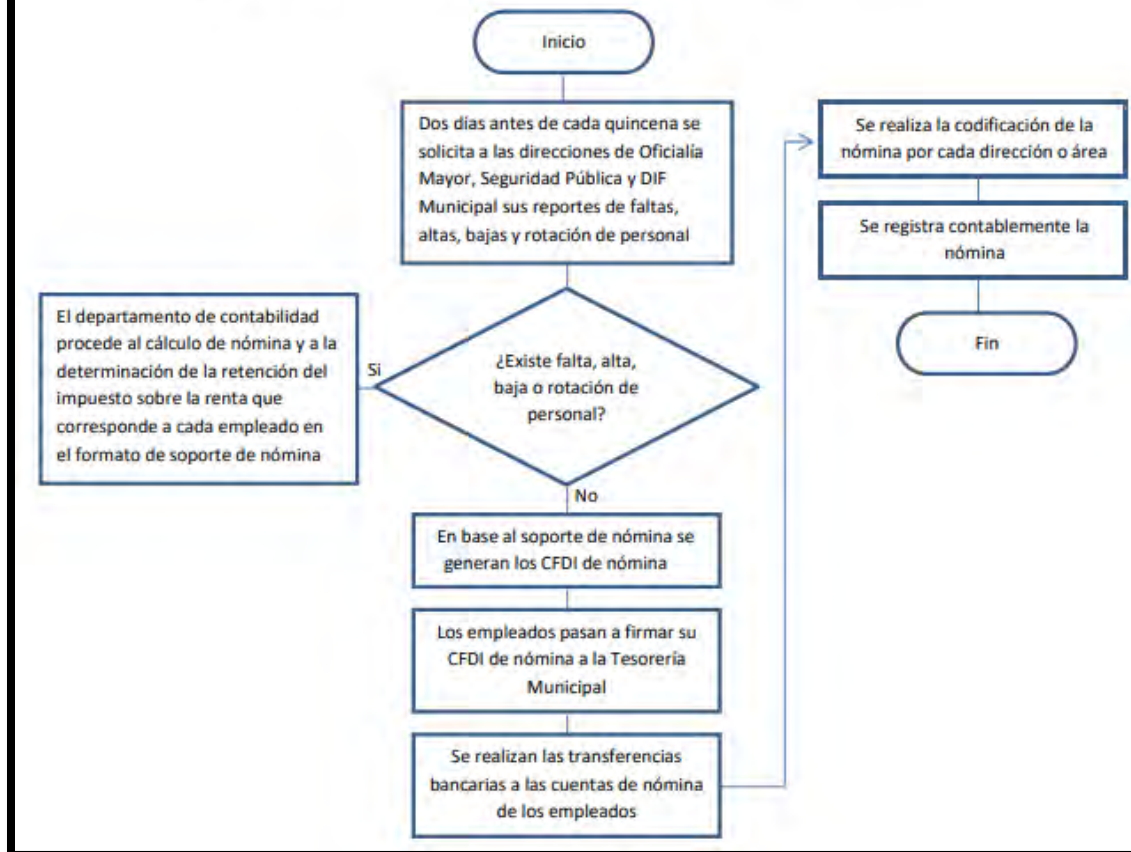 Inicio
Dos días antes de cada quincena se
solicita a las direcciones de Oficialía
Mayor, Seguridad Pública y DIF
Municipal sus reportes de faltas,
altas, bajas y rotación de personal
¿Existe falta, alta,
baja o rotación de
personal?
Si
El departamento de contabilidad
procede al cálculo de nómina y a la
determinación de la retención del
impuesto sobre la renta que
corresponde a cada empleado en
el formato de soporte de nómina
No
En base al soporte de nómina se
generan los CFDI de nómina
Los empleados pasan a firmar su
CFDI de nómina a la Tesorería
Municipal
Se realizan las transferencias
bancarias a las cuentas de nómina
de los empleados
Se realiza la codificación de la
nómina por cada dirección o área
Se registra contablemente la
nómina
Fin